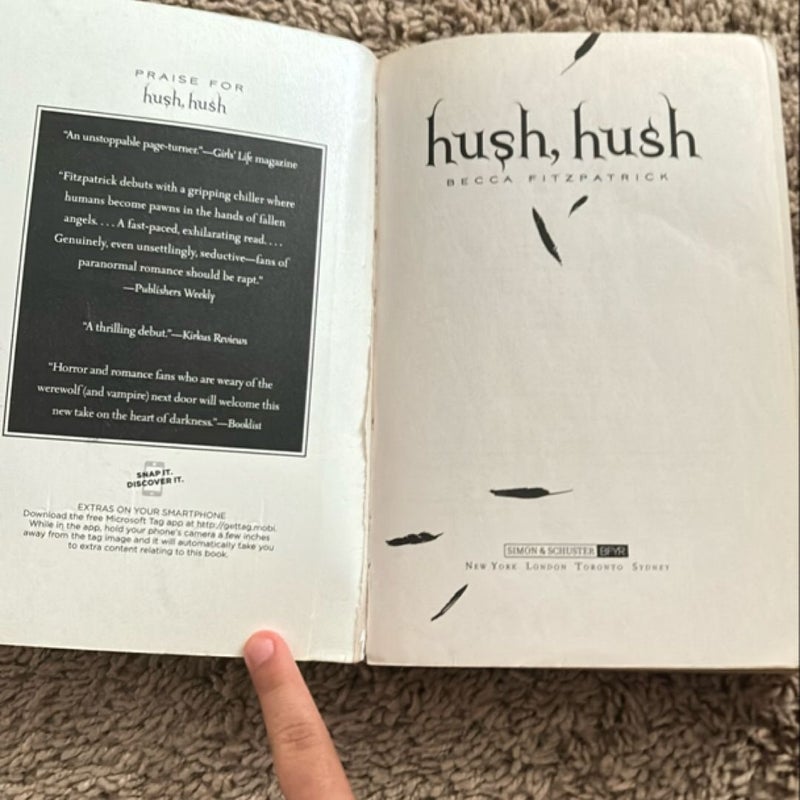 PRAISE FOR
hush, hush
"An unstoppable page-turner."—Girls' Life magazine
"Fitzpatrick debuts with a gripping chiller where
humans become pawns in the hands of fallen
angels. . . . A fast-paced, exhilarating read. . . .
Genuinely, even unsettlingly, seductive—fans of
paranormal romance should be rapt."
—Publishers Weekly
"A thrilling debut."—Kirkus Reviews
"Horror and romance fans who are weary of the
werewolf (and vampire) next door will welcome this
new take on the heart of darkness."—Booklist
SNAP IT.
DISCOVER IT.
EXTRAS ON YOUR SMARTPHONE
Download the free Microsoft Tag app at http://gettag.mobi.
While in the app, hold your phone's camera a few inches
away from the tag image and it will automatically take you
to extra content relating to this book.
hush, hush
BECCA FITZPATRICK
SIMON & SCHUSTER BFYR
NEW YORK LONDON TORONTO SYDNEY